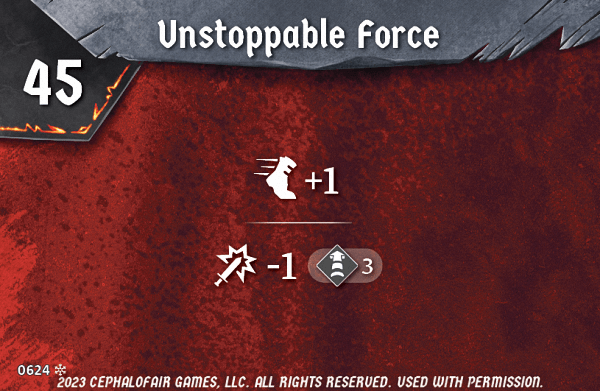 Unstoppable Force
45
+1
-1 3
0624
2023 CEPHALOFAIR GAMES, LLC. ALL RIGHTS RESERVED. USED WITH PERMISSION.